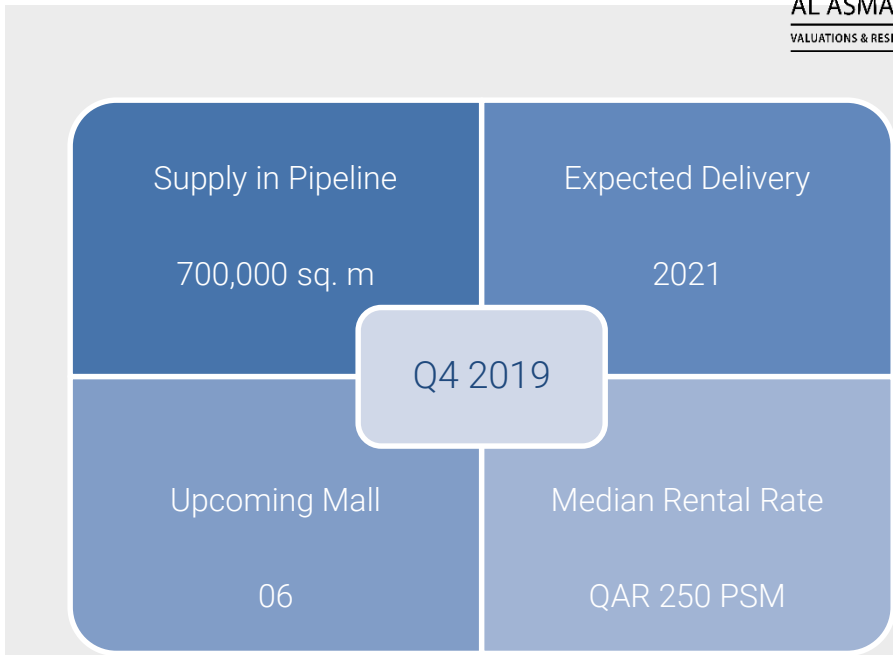 AL ASMA
VALUATIONS &
Supply in Pipeline
700,000 sq. m
Expected Delivery
2021
Q4 2019
Upcoming Mall
06
Median Rental Rate
QAR 250 PSM